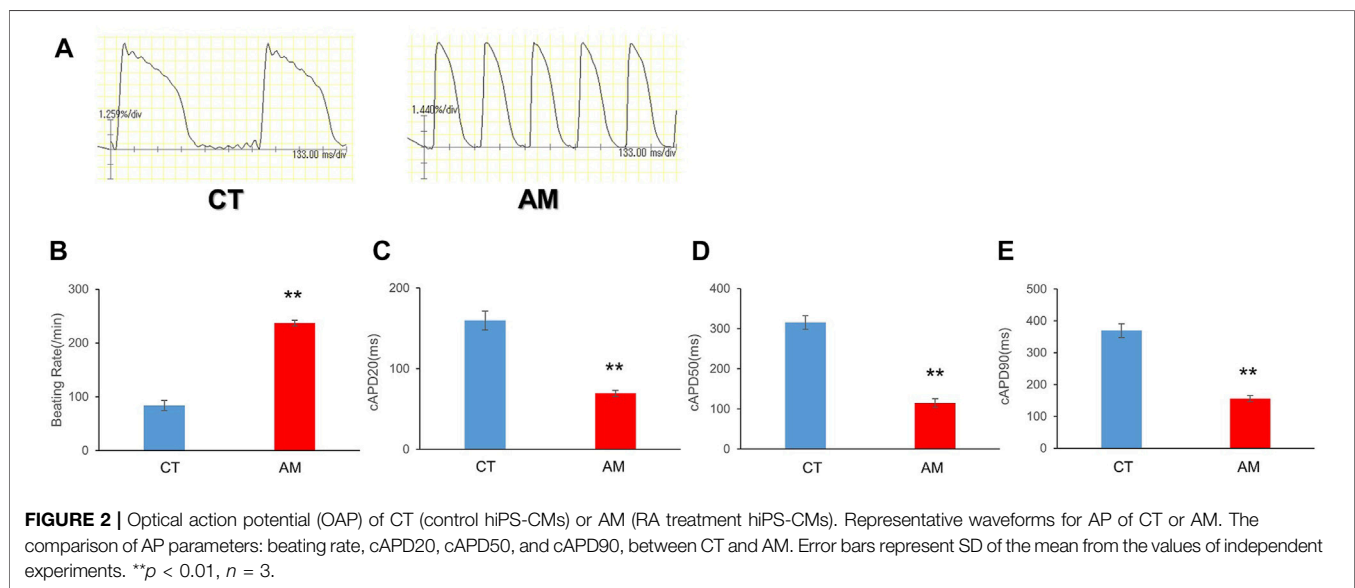 A
1.259%/div
133.00 ms/div
CT
1.440%/div
133.00 ms/div
AM
B
300
200
100
0
Beating Rate(/min)
**
CT
AM
C
200
100
0
cAPD20(ms)
**
CT
AM
D
400
300
200
100
0
cAPD50(ms)
**
CT
AM
E
500
400
300
200
100
0
cAPD90(ms)
**
CT
AM
FIGURE 2 | Optical action potential (OAP) of CT (control hiPS-CMs) or AM (RA treatment hiPS-CMs). Representative waveforms for AP of CT or AM. The
comparison of AP parameters: beating rate, cAPD20, cAPD50, and cAPD90, between CT and AM. Error bars represent SD of the mean from the values of independent
experiments. **p < 0.01, n = 3.